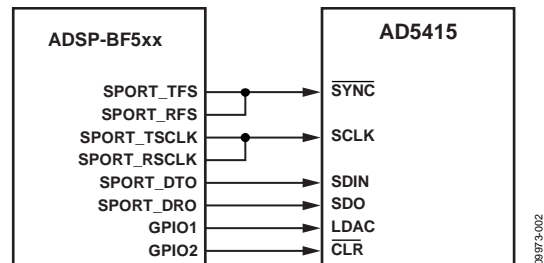 ADSP-BF5xx
AD5415
SPORT_TFS
SYNC
SPORT_RFS
SPORT_TSCLK
SCLK
SPORT_RSCLK
SPORT_DTO
SDIN
SPORT_DRO
SDO
GPIO1
LDAC
GPIO2
CLR
09973-002